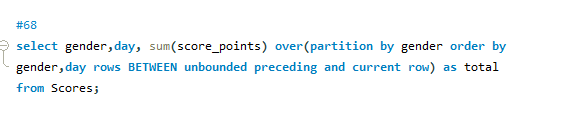 #68
select gender,day, sum(score_points) over(partition by gender order by
gender,day rows BETWEEN unbounded preceding and current row) as total
from Scores;